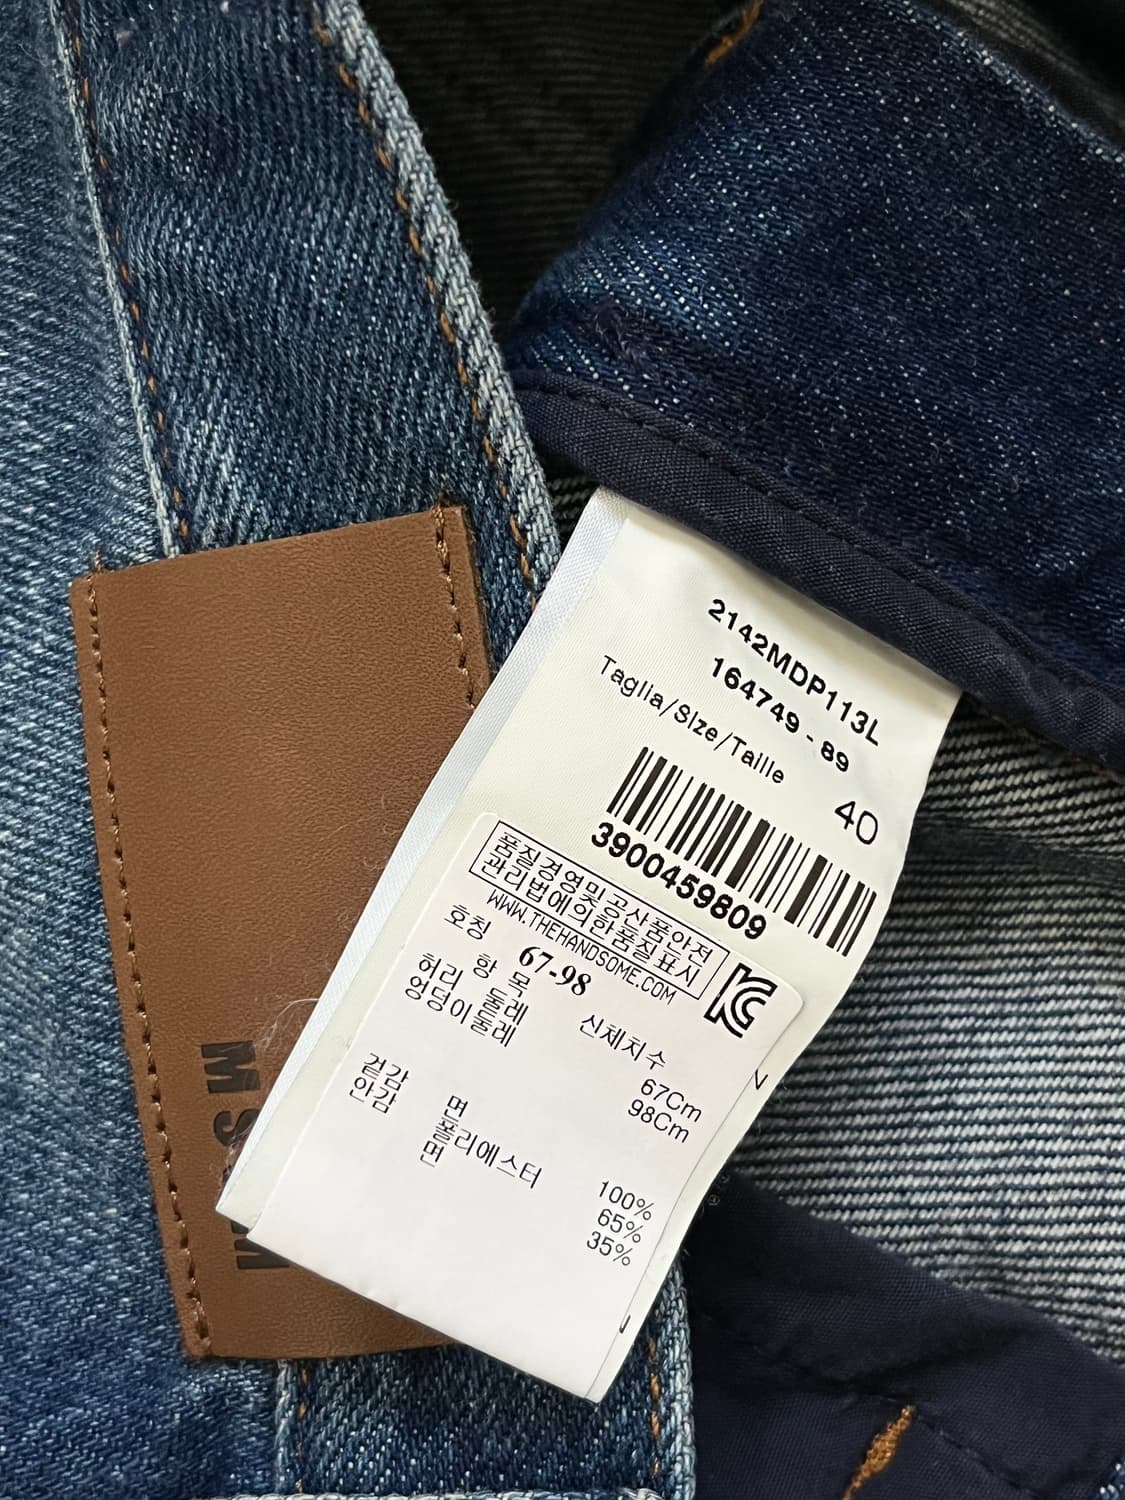 2142MDP113L
164749 - 89
Taglia/Size/Taille 40
3900459809
품질경영및공산품안전
관리법에의한품질표시
WWW.THEHANDSOME.COM
호칭 67-98
항 목 신체치수
허리 둘레 67Cm
엉덩이둘레 98Cm
겉감 면 100%
안감 폴리에스터 65%
면 35%
M S
M